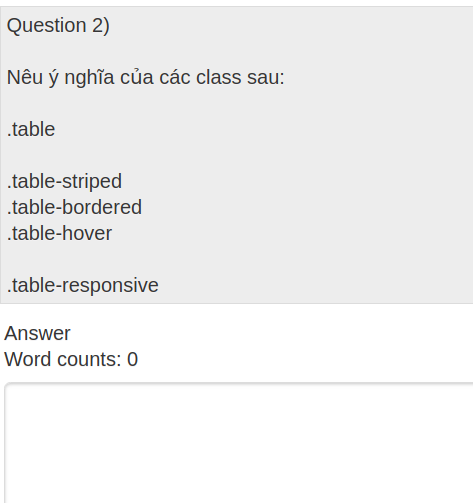 Question 2)
Nêu ý nghĩa của các class sau:
.table
.table-striped
.table-bordered
.table-hover
.table-responsive
Answer
Word counts: 0